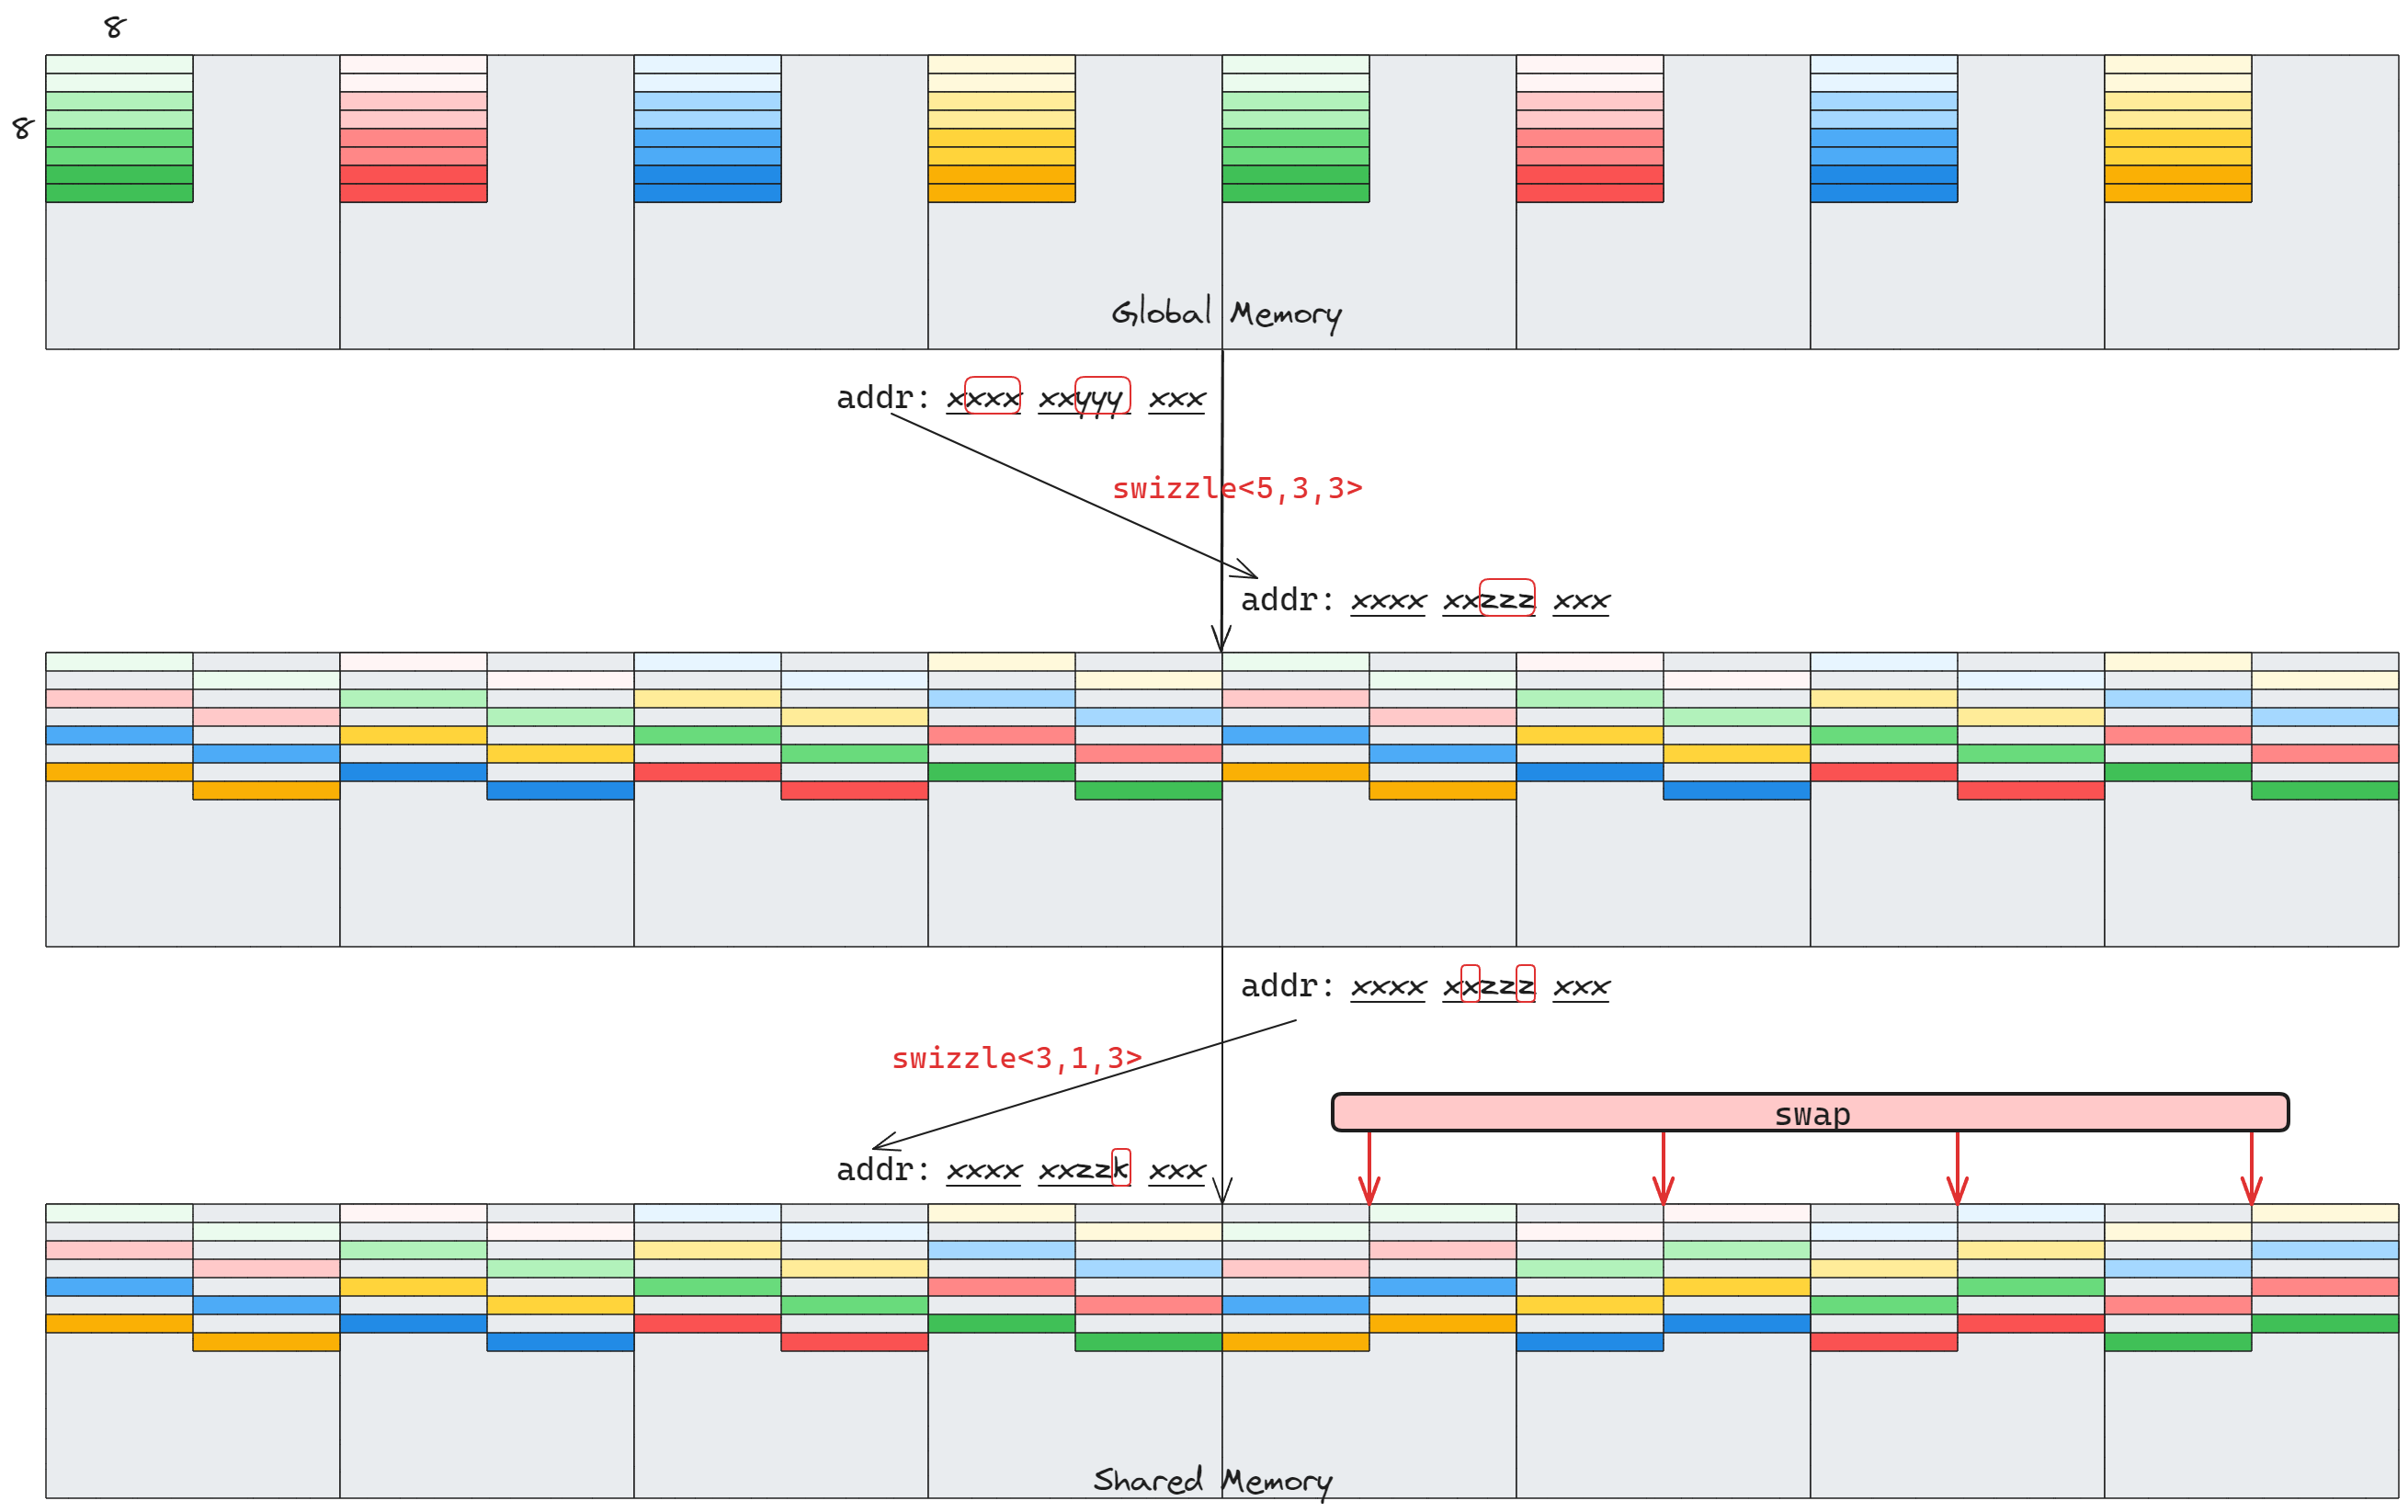 8
8
Global Memory
addr: xxxx xxyyy xxx
swizzle<5,3,3>
addr: xxxx xxzzz xxx
addr: xxxx xxzzz xxx
swizzle<3,1,3>
swap
addr: xxxx xxzzk xxx
Shared Memory